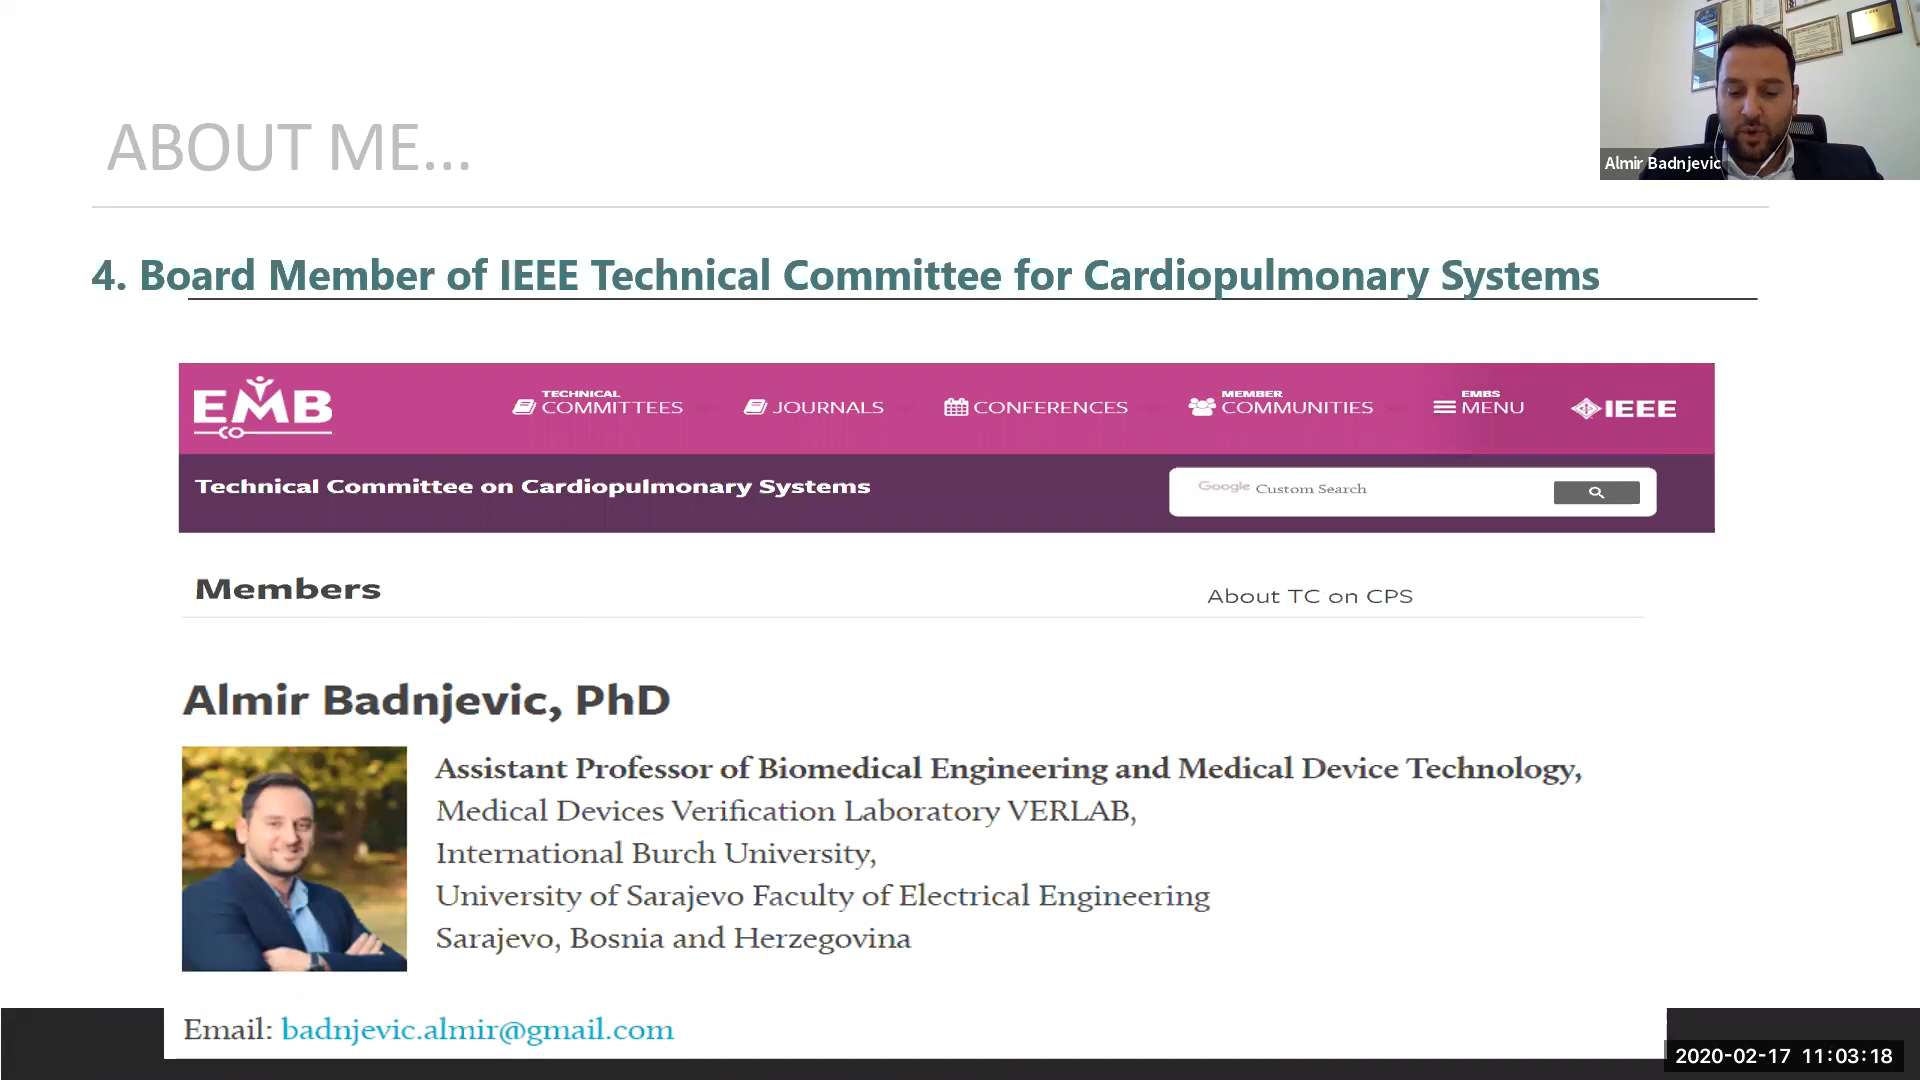 ABOUT ME...
Almir Badnjevic
4. Board Member of IEEE Technical Committee for Cardiopulmonary Systems
EMB
TECHNICAL
COMMITTEES
JOURNALS
CONFERENCES
MEMBER
COMMUNITIES
EMBS
MENU
IEEE
Technical Committee on Cardiopulmonary Systems
Google Custom Search
Members
About TC on CPS
Almir Badnjevic, PhD
Assistant Professor of Biomedical Engineering and Medical Device Technology,
Medical Devices Verification Laboratory VERLAB,
International Burch University,
University of Sarajevo Faculty of Electrical Engineering
Sarajevo, Bosnia and Herzegovina
Email: badnjevic.almir@gmail.com
2020-02-17 11:03:18